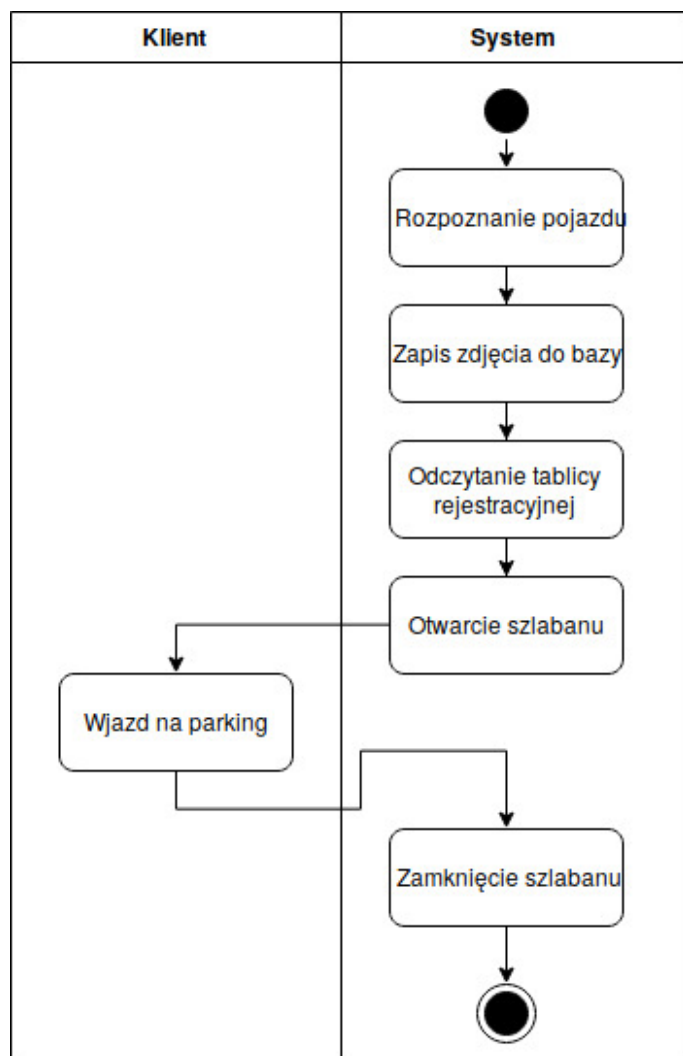 Klient
System
Rozpoznanie pojazdu
Zapis zdjęcia do bazy
Odczytanie tablicy
rejestracyjnej
Otwarcie szlabanu
Wjazd na parking
Zamknięcie szlabanu